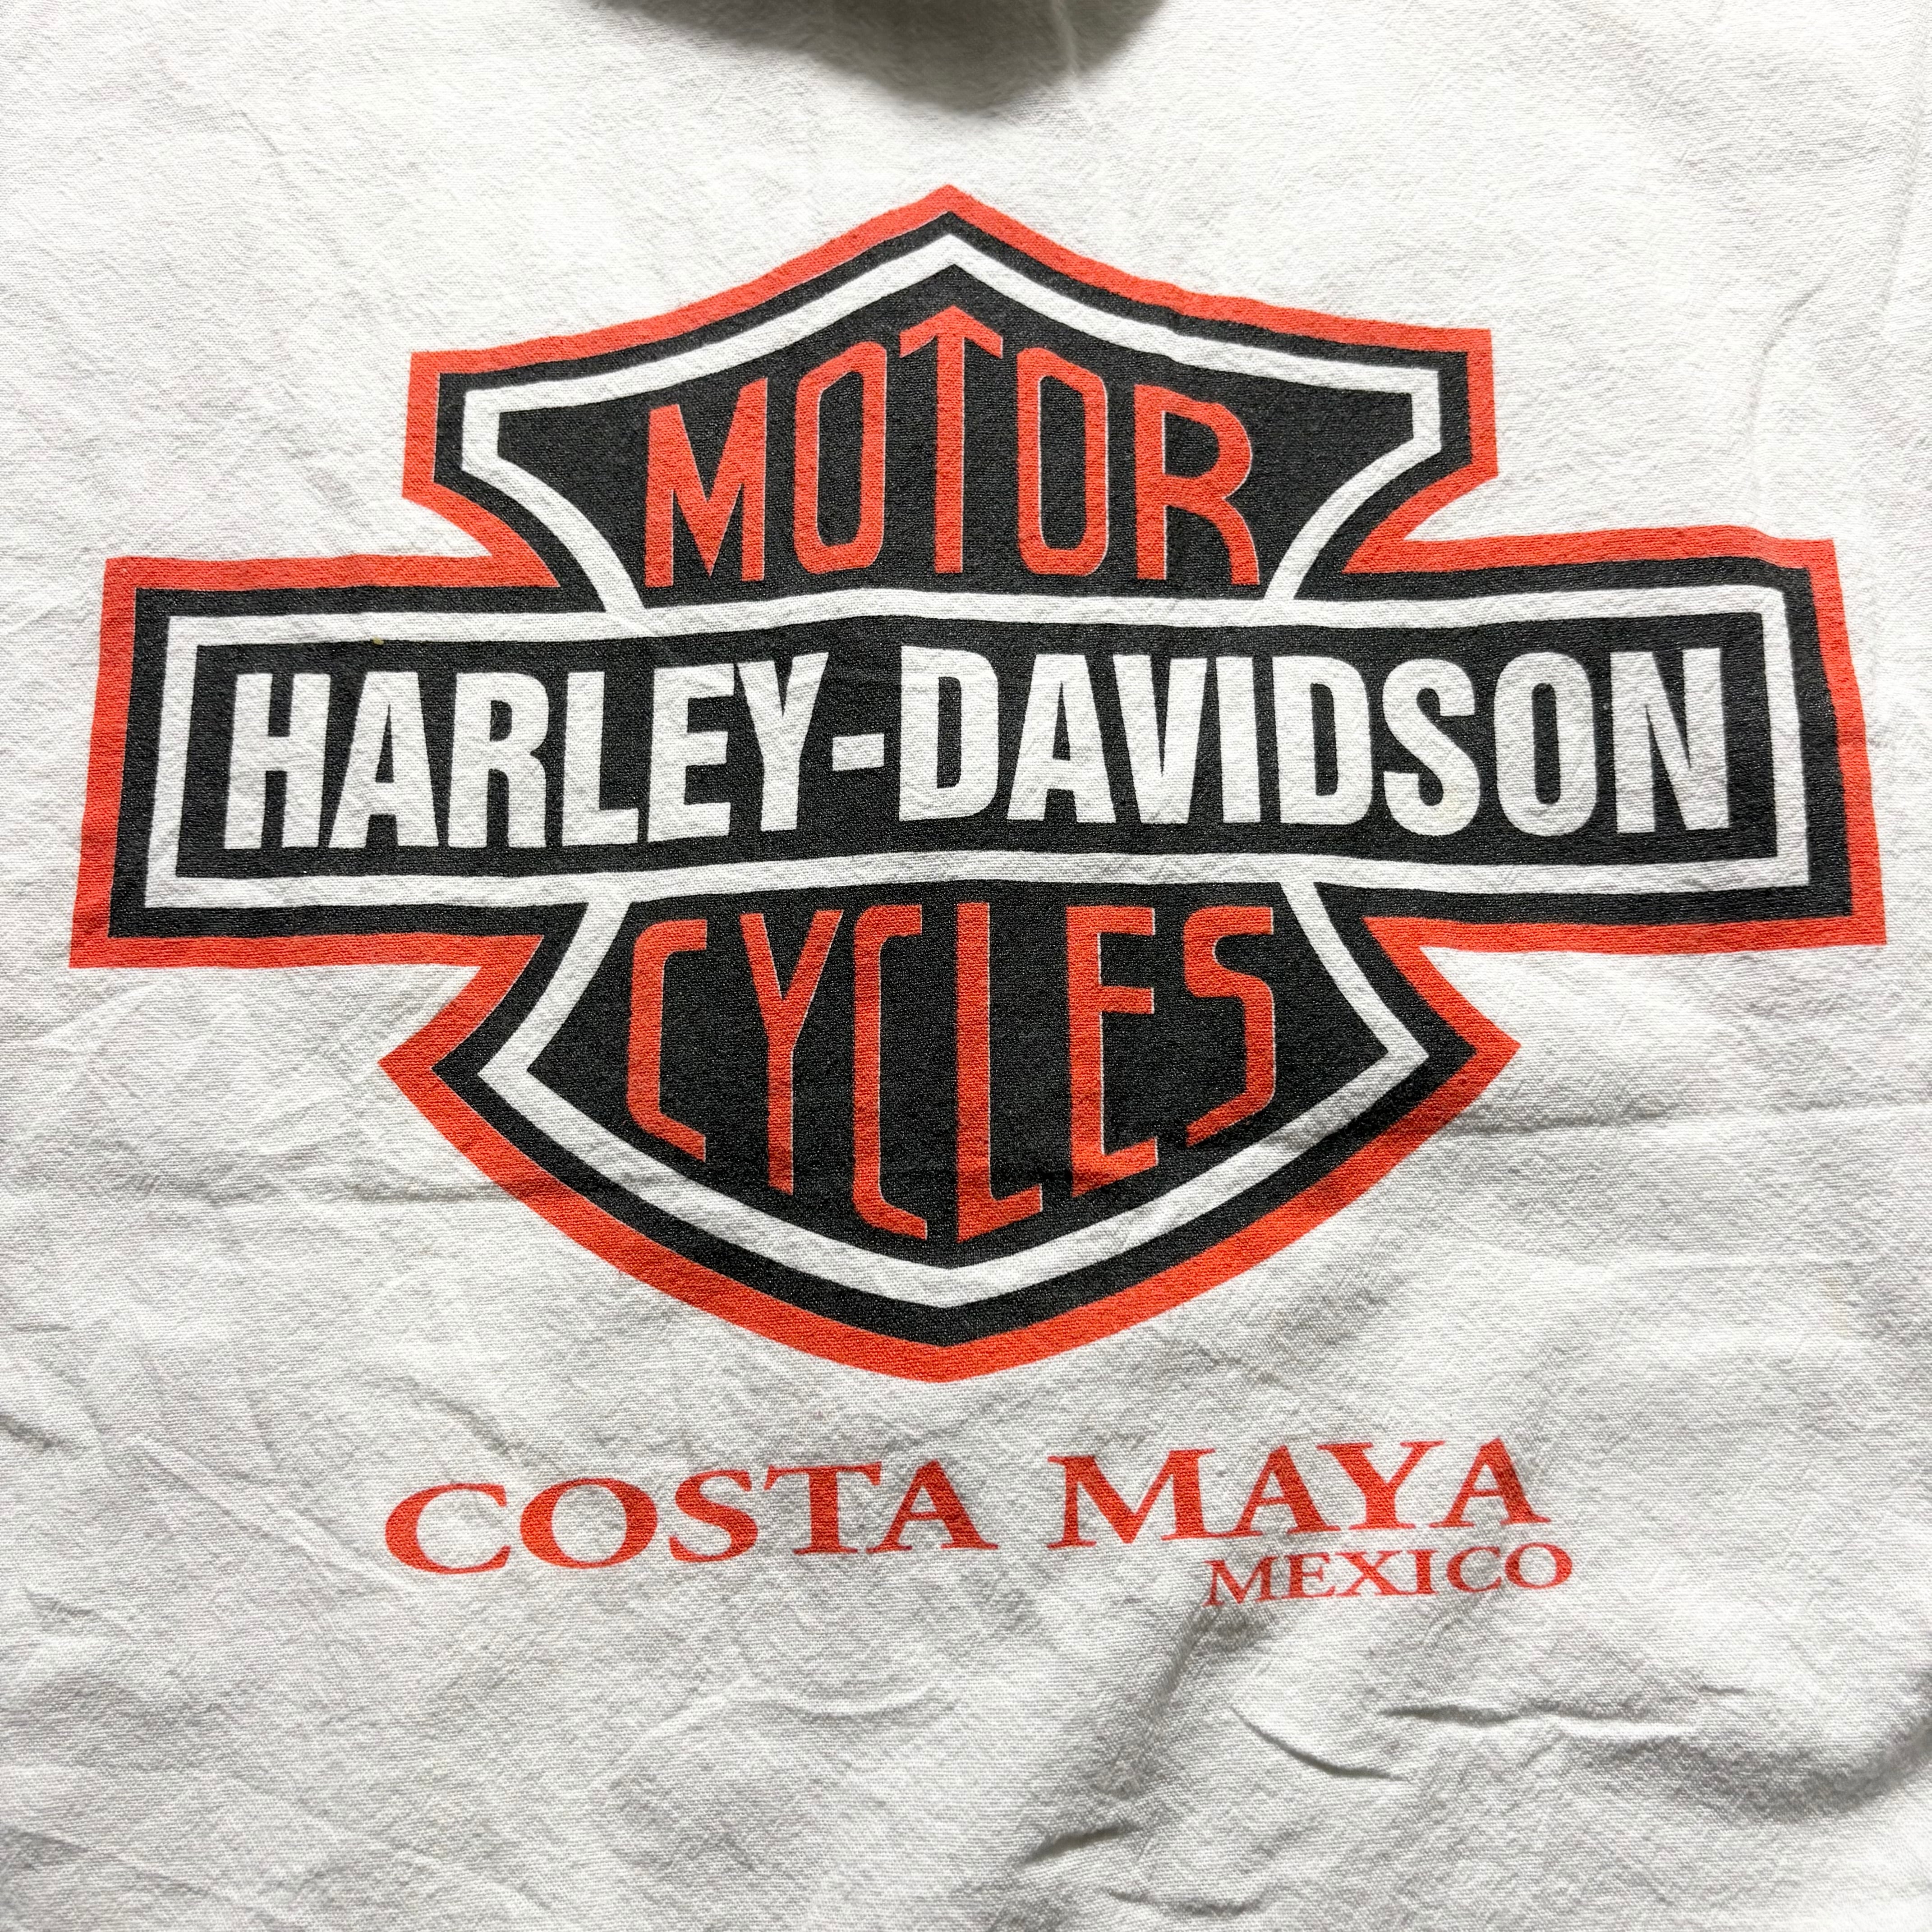 MOTOR
HARLEY-DAVIDSON
CYCLES
COSTA MAYA
MEXICO